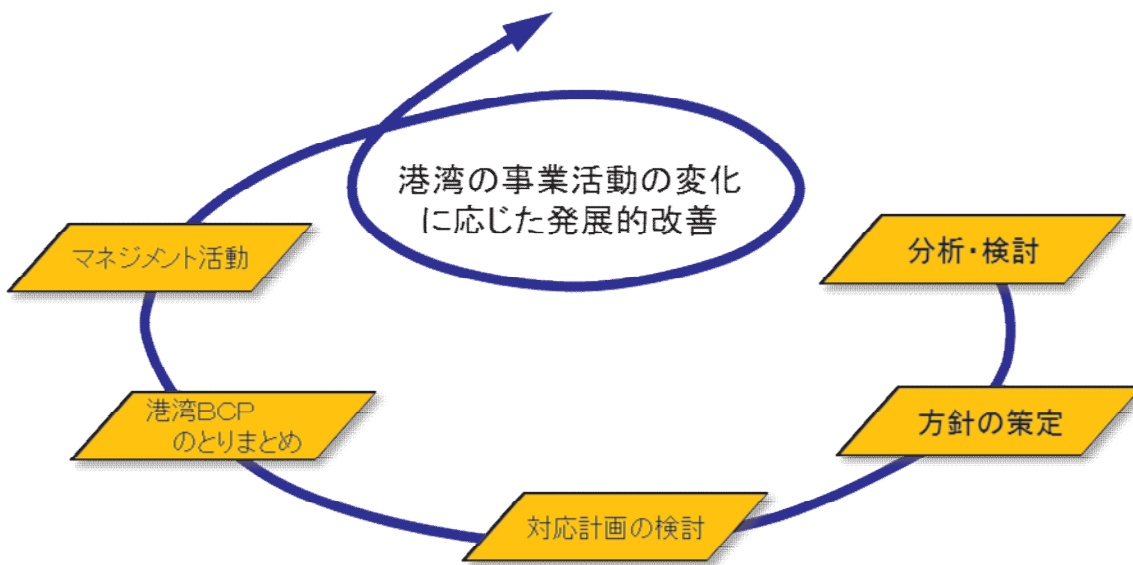 港湾の事業活動の変化
に応じた発展的改善
マネジメント活動
分析・検討
港湾BCP
のとりまとめ
方針の策定
対応計画の検討